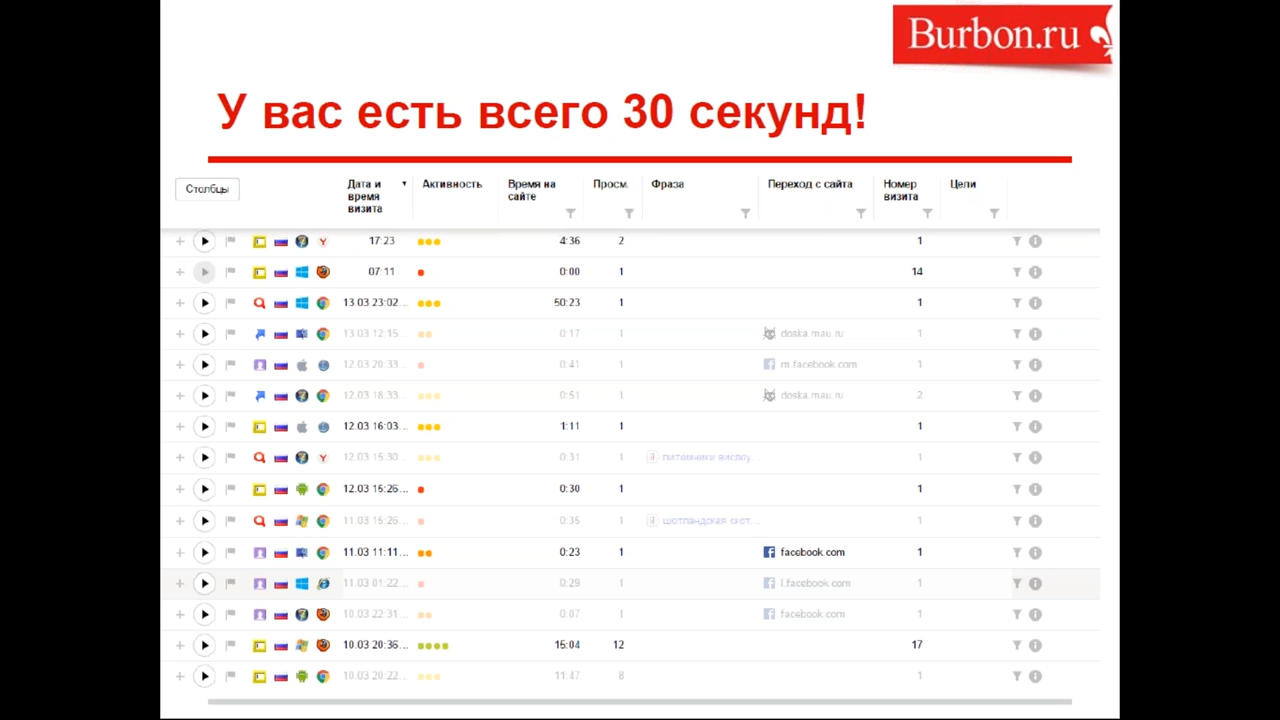 Burbon.ru
У вас есть всего 30 секунд!
Столбцы Дата и время визита Активность Время на сайте Просм. Фраза Переход с сайта Номер визита Цели
17:23 4:36 2 1
07:11 0:00 1 14
13.03 23:02... 50:23 1 1
13.03 12:15... 0:17 1 doska.mau.ru 1
12.03 20:33... 0:41 1 m.facebook.com 1
12.03 18:33... 0:51 1 doska.mau.ru 2
12.03 16:03... 1:11 1 1
12.03 15:30... 0:31 1 питомники вислоу... 1
12.03 15:26... 0:30 1 1
11.03 15:26... 0:35 1 шотландская скот... 1
11.03 11:11... 0:23 1 facebook.com 1
11.03 01:22... 0:29 1 l.facebook.com 1
10.03 22:31... 0:07 1 facebook.com 1
10.03 20:36... 15:04 12 17
10.03 20:22... 11:47 8 1